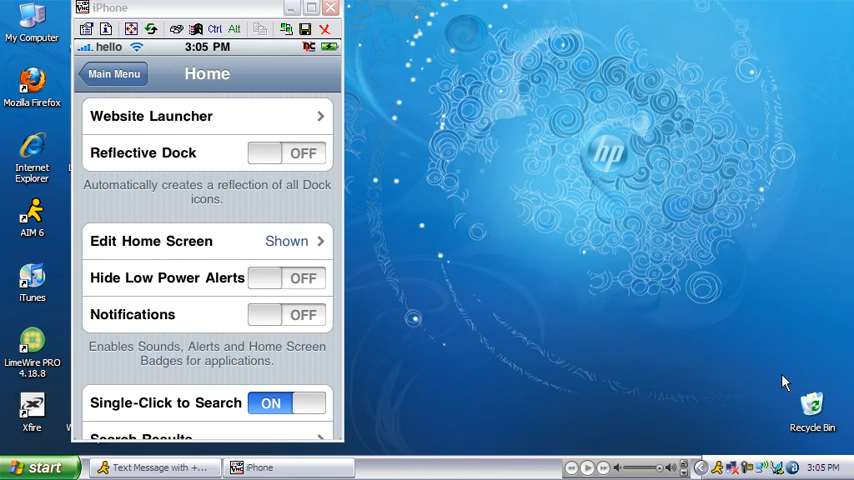 My Computer
Mozilla Firefox
Internet
Explorer
AIM 6
iTunes
LimeWire PRO
4.18.8
Xfire
iPhone
Ctrl Alt
hello 3:05 PM
Main Menu Home
Website Launcher
Reflective Dock OFF
Automatically creates a reflection of all Dock
icons.
Edit Home Screen Shown
Hide Low Power Alerts OFF
Notifications OFF
Enables Sounds, Alerts and Home Screen
Badges for applications.
Single-Click to Search ON
Search Results
hp
Recycle Bin
start Text Message with +... iPhone 3:05 PM